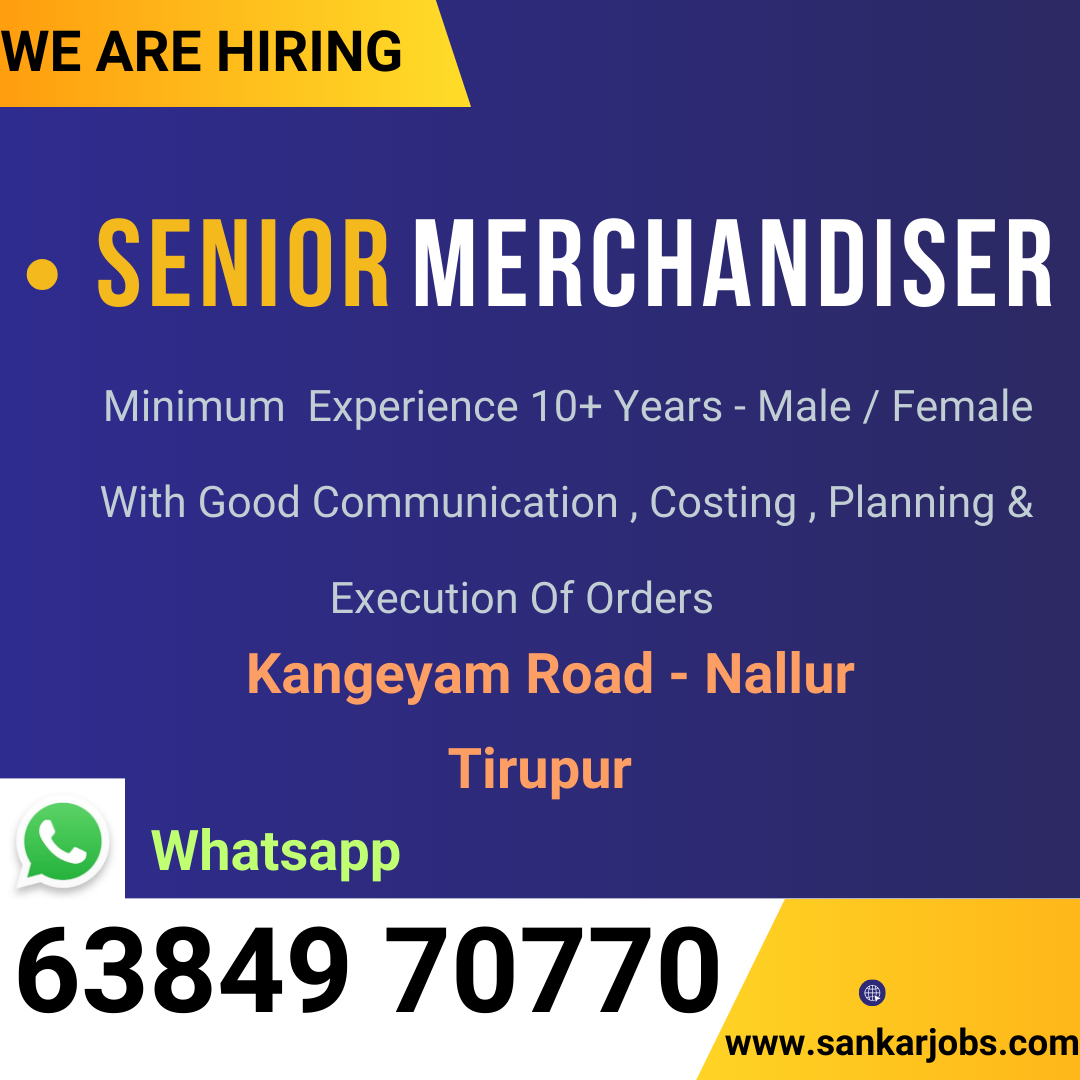 WE ARE HIRING
• SENIOR MERCHANDISER
Minimum  Experience 10+ Years - Male / Female
With Good Communication , Costing , Planning &
Execution Of Orders
Kangeyam Road - Nallur
Tirupur
Whatsapp
63849 70770
www.sankarjobs.com